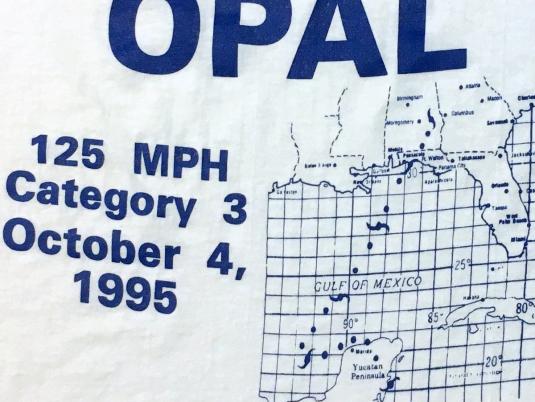 OPAL
125 MPH
Category 3
October 4,
1995
Atlanta
Birmingham
Macon
Montgomery
Columbus
Savannah
Mobile
Pensacola
Ft. Walton
Tallahassee
Panama City
30
Orlando
Tampa
West
Palm Beach
Miami
25°
GULF OF MEXICO
Havana
90°
85°
80°
Merida
Yucatan
Peninsula
20°